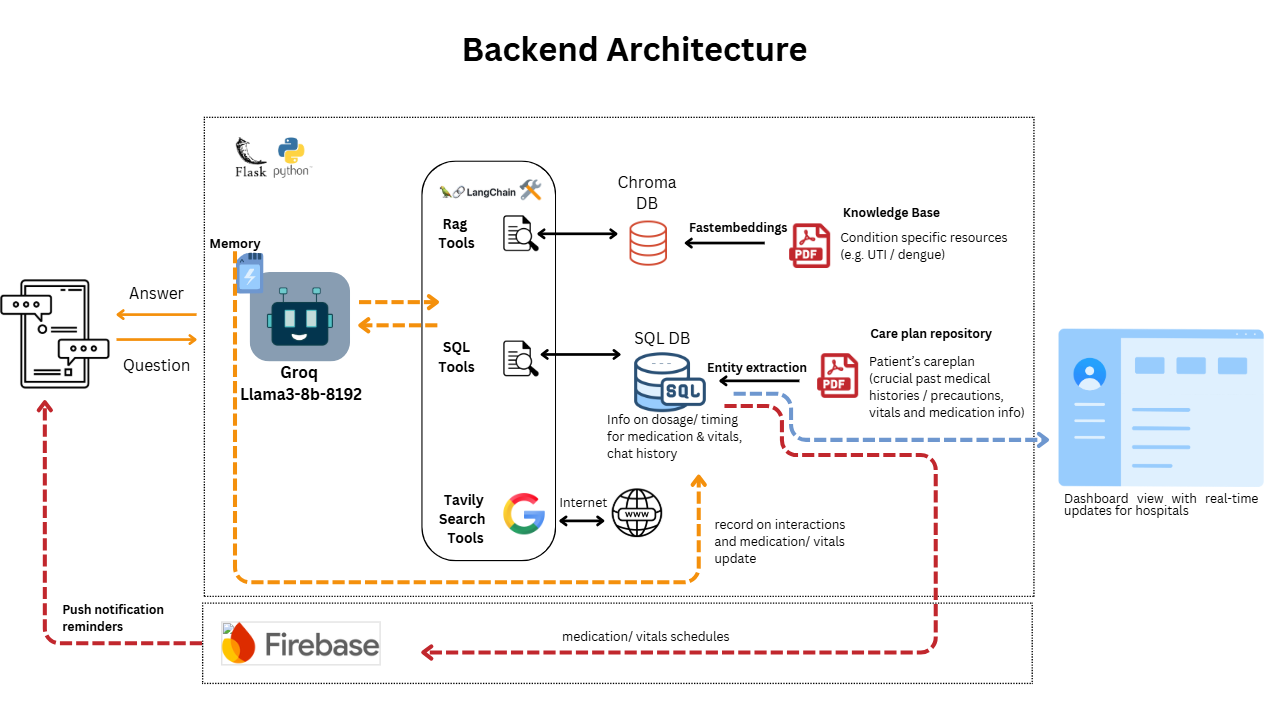 Backend Architecture
Flask
python
LangChain
Rag
Tools
Chroma
DB
Fastembeddings
PDF
Knowledge Base
Condition specific resources
(e.g. UTI / dengue)
Memory
Answer
Question
Groq
Llama3-8b-8192
SQL
Tools
SQL DB
SQL
Entity extraction
PDF
Care plan repository
Patient's careplan
(crucial past medical
histories / precautions,
vitals and medication info)
Info on dosage/ timing
for medication & vitals,
chat history
Tavily
Search
Tools
Internet
www
record on interactions
and medication/ vitals
update
Dashboard view with real-time
updates for hospitals
Push notification
reminders
Firebase
medication/ vitals schedules